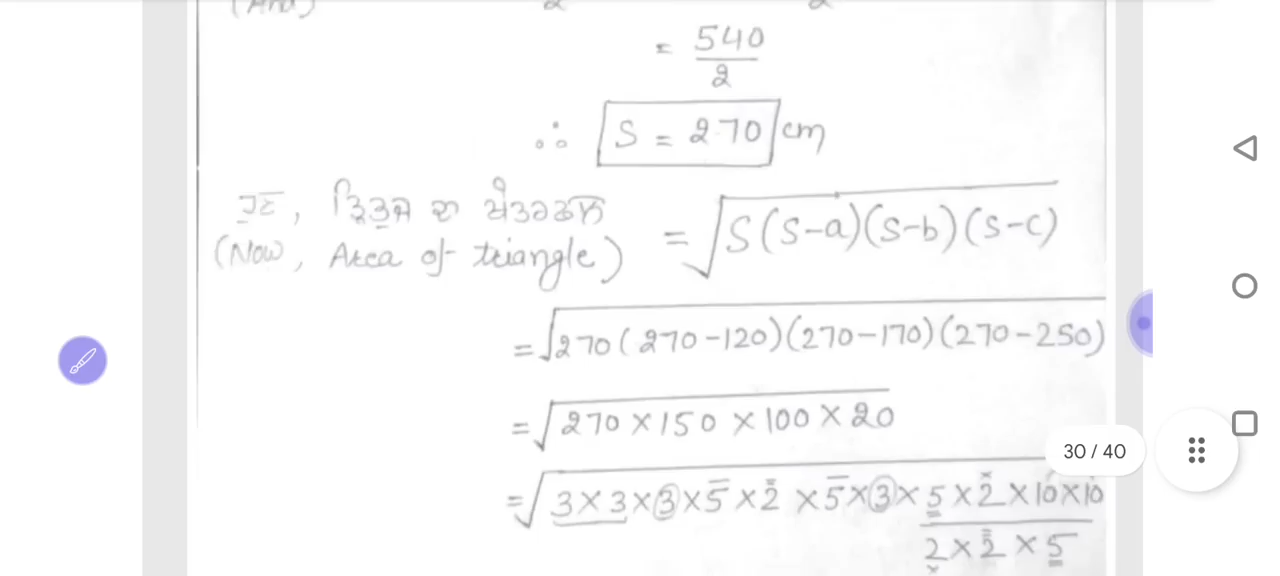 = 540/2
∴ S = 270 cm
ਹੁਣ, ਤ੍ਰਿਭੁਜ ਦਾ ਖੇਤਰਫਲ = √S(S-a)(S-b)(S-c)
(Now, Area of triangle)
= √270(270-120)(270-170)(270-250)
= √270×150×100×20
30 / 40
= √3×3×3×5×2×5×3×5×2×10×10
2×2×5